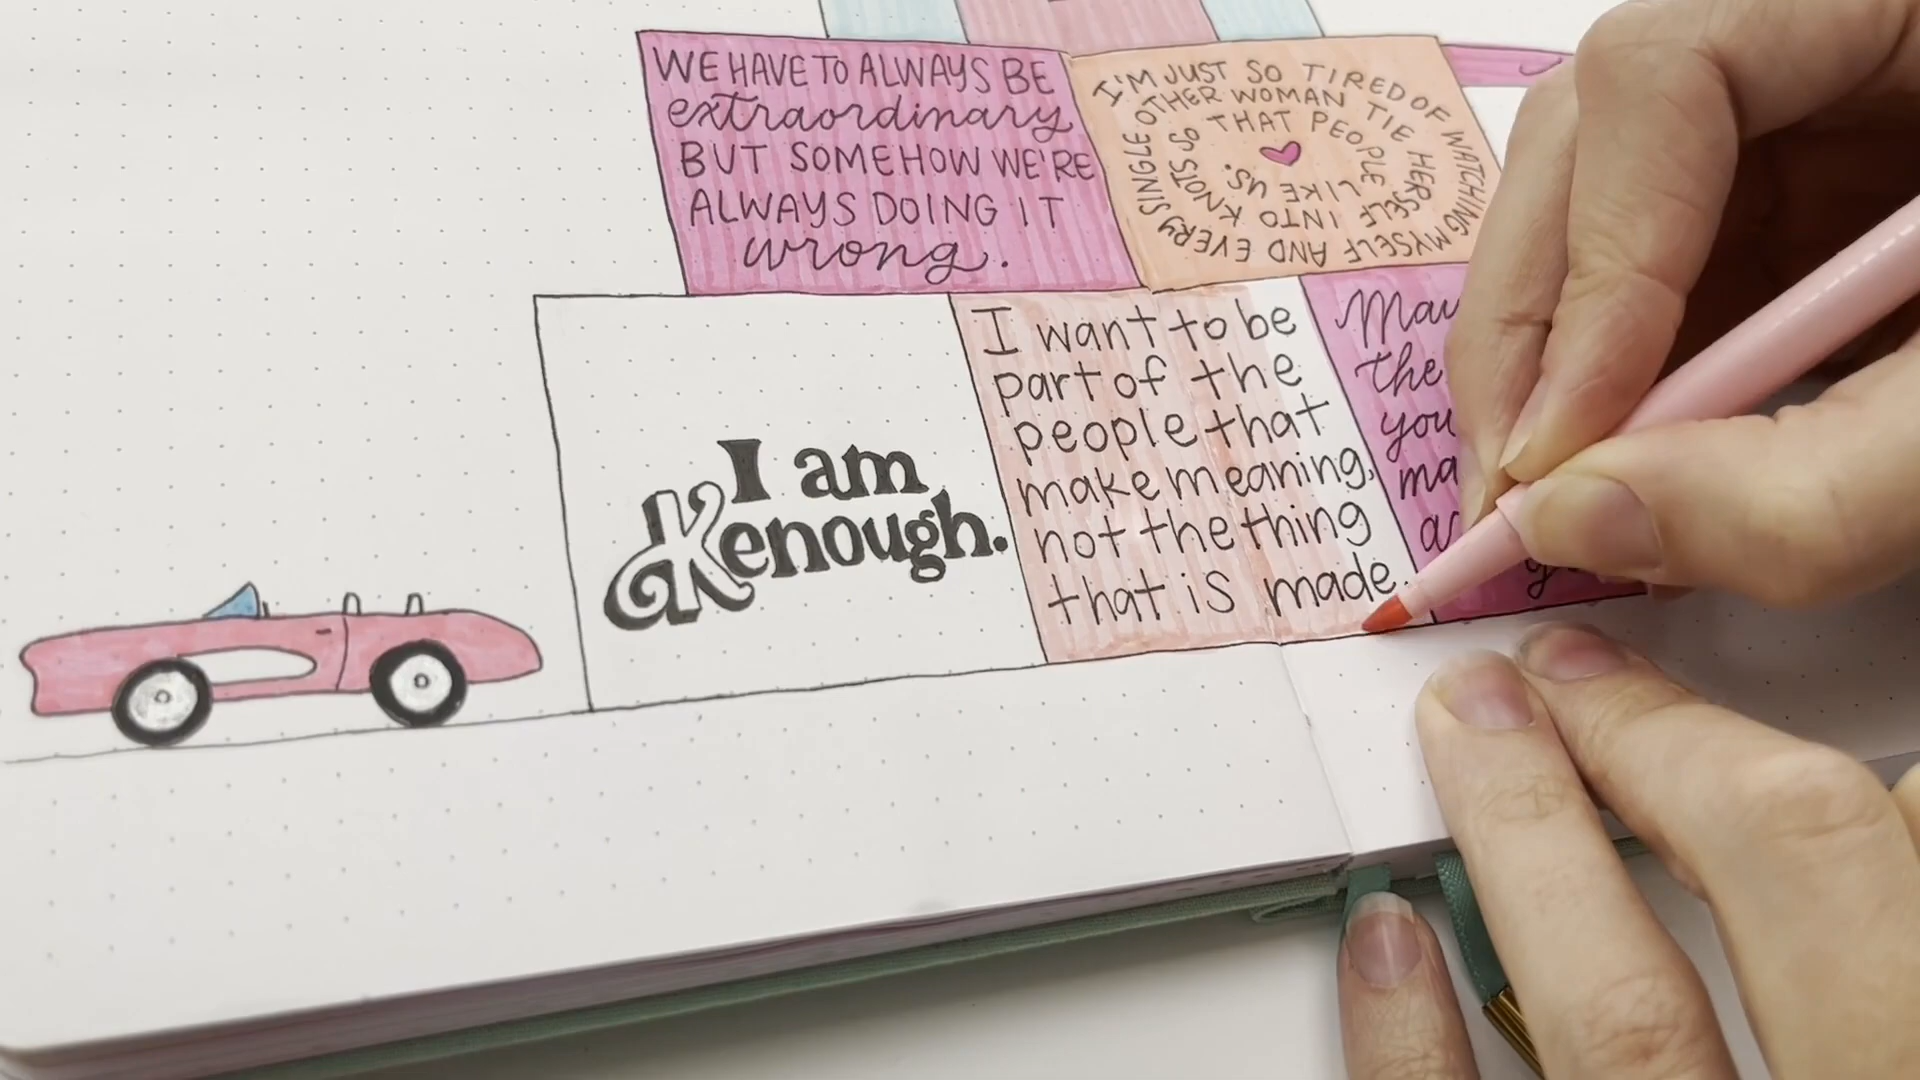 WE HAVE TO ALWAYS BE
extraordinary
BUT SOMEHOW WE'RE
ALWAYS DOING IT
wrong.
I'M JUST SO TIRED OF WATCHING MYSELF AND EVERY SINGLE
OTHER WOMAN TIE HERSELF INTO KNOTS SO
THAT PEOPLE LIKE US.
I am
Kenough.
I want to be
part of the
people that
make meaning,
not the thing
that is made.
the
you